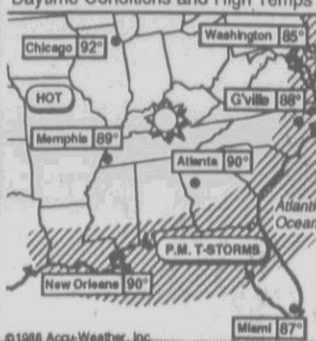 Daytime Conditions and High Temps
Chicago 92°
Washington 85°
HOT
G'ville 88°
Memphis 89°
Atlanta 90°
Atlantic
Ocean
P.M. T-STORMS
New Orleans 90°
Miami 87°
©1988 Accu-Weather, Inc.